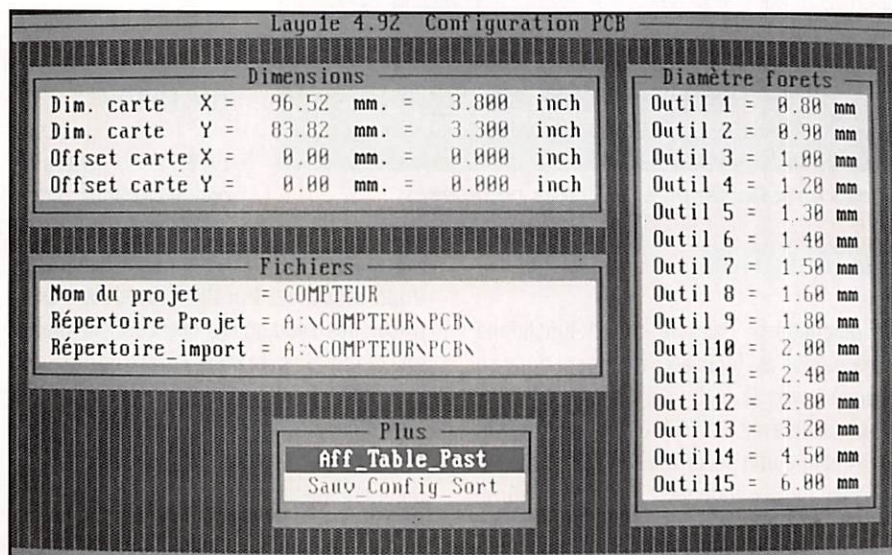 Layo1e 4.92 Configuration PCB
Dimensions
Dim. carte X = 96.52 mm. = 3.800 inch
Dim. carte Y = 83.82 mm. = 3.300 inch
Offset carte X = 0.00 mm. = 0.000 inch
Offset carte Y = 0.00 mm. = 0.000 inch
Fichiers
Nom du projet = COMPTEUR
Répertoire Projet = A:\COMPTEUR\PCB\
Répertoire_import = A:\COMPTEUR\PCB\
Plus
Aff_Table_Past
Sauv_Config_Sort
Diamètre forets
Outil 1 = 0.80 mm
Outil 2 = 0.90 mm
Outil 3 = 1.00 mm
Outil 4 = 1.20 mm
Outil 5 = 1.30 mm
Outil 6 = 1.40 mm
Outil 7 = 1.50 mm
Outil 8 = 1.60 mm
Outil 9 = 1.80 mm
Outil10 = 2.00 mm
Outil11 = 2.40 mm
Outil12 = 2.80 mm
Outil13 = 3.20 mm
Outil14 = 4.50 mm
Outil15 = 6.00 mm